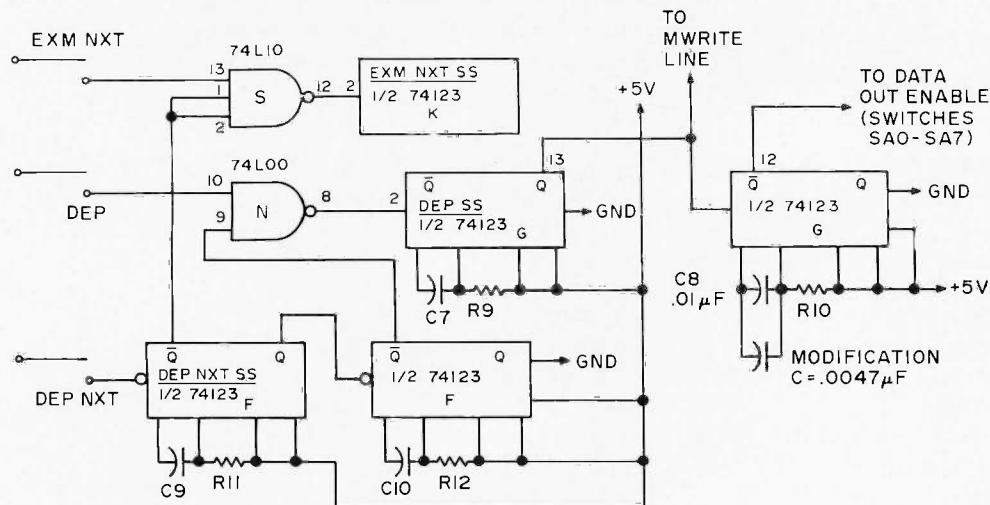 EXM NXT
74L10
13
1
2
S
12
2
EXM NXT SS
1/2 74123
K
TO
MWRITE
LINE
+5V
TO DATA
OUT ENABLE
(SWITCHES
SA0-SA7)
74L00
10
9
N
8
DEP
2
Q̅
Q
13
DEP SS
1/2 74123
G
GND
C7
R9
12
Q̅
Q
1/2 74123
G
GND
C8
.01µF
R10
+5V
MODIFICATION
C=.0047µF
DEP NXT
Q̅
Q
DEP NXT SS
1/2 74123
F
C9
R11
Q̅
Q
1/2 74123
F
GND
C10
R12